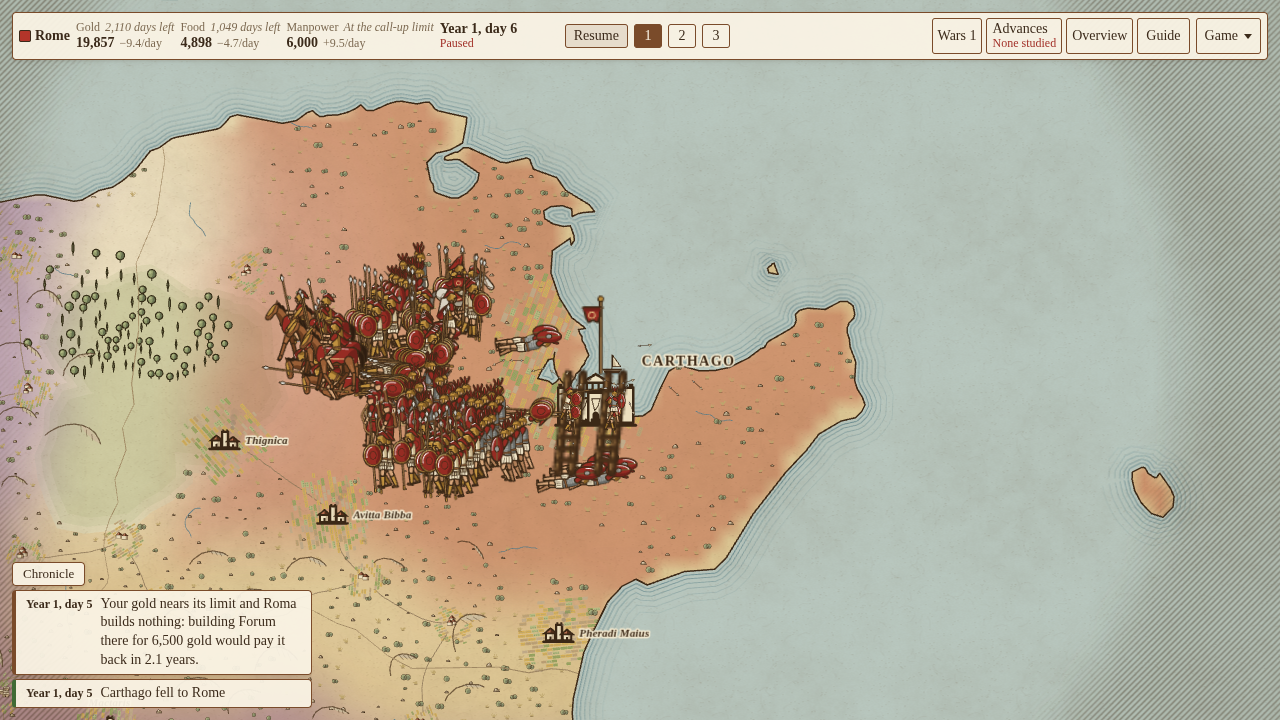 Rome
Gold 2,110 days left
19,857 −9.4/day
Food 1,049 days left
4,898 −4.7/day
Manpower At the call-up limit
6,000 +9.5/day
Year 1, day 6
Paused
Resume
1
2
3
Wars 1
Advances
None studied
Overview
Guide
Game
CARTHAGO
Thignica
Avitta Bibba
Pheradi Maius
Chronicle
Year 1, day 5 Your gold nears its limit and Roma
builds nothing: building Forum
there for 6,500 gold would pay it
back in 2.1 years.
Year 1, day 5 Carthago fell to Rome